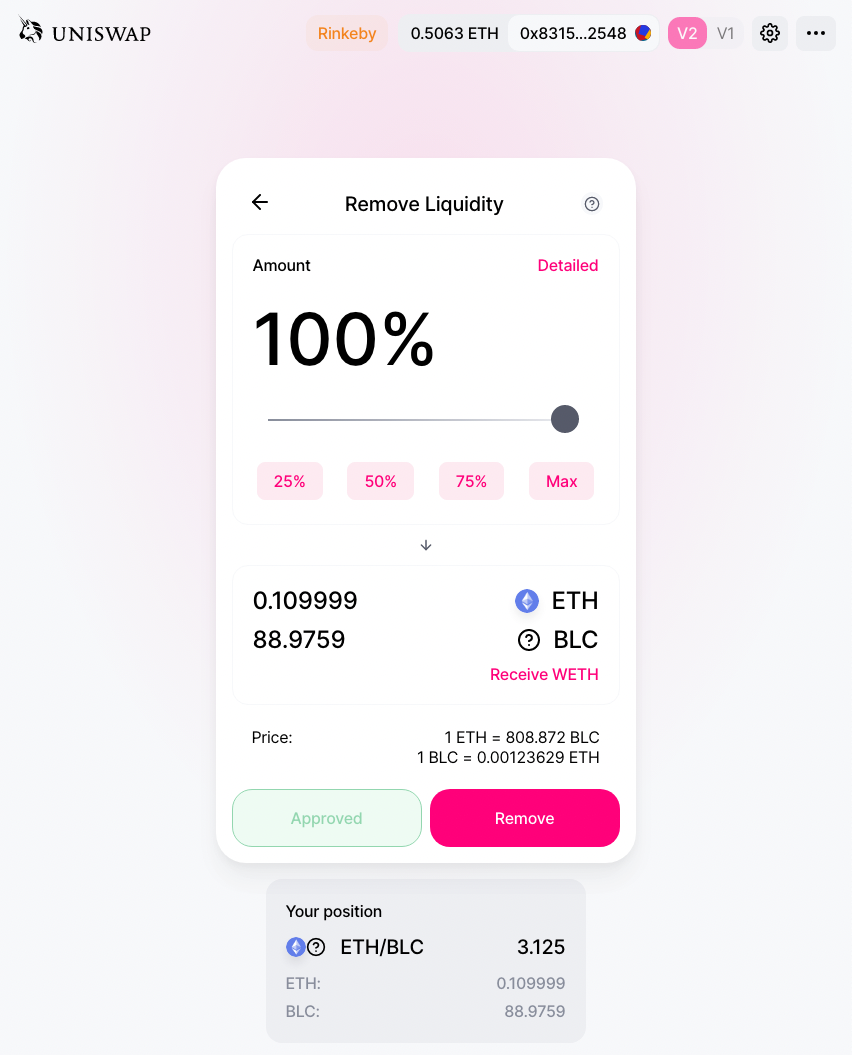 UNISWAP Rinkeby 0.5063 ETH 0x8315...2548 V2 V1
Remove Liquidity
Amount Detailed
100%
25% 50% 75% Max
0.109999 ETH
88.9759 BLC
Receive WETH
Price: 1 ETH = 808.872 BLC
1 BLC = 0.00123629 ETH
Approved Remove
Your position
ETH/BLC 3.125
ETH: 0.109999
BLC: 88.9759